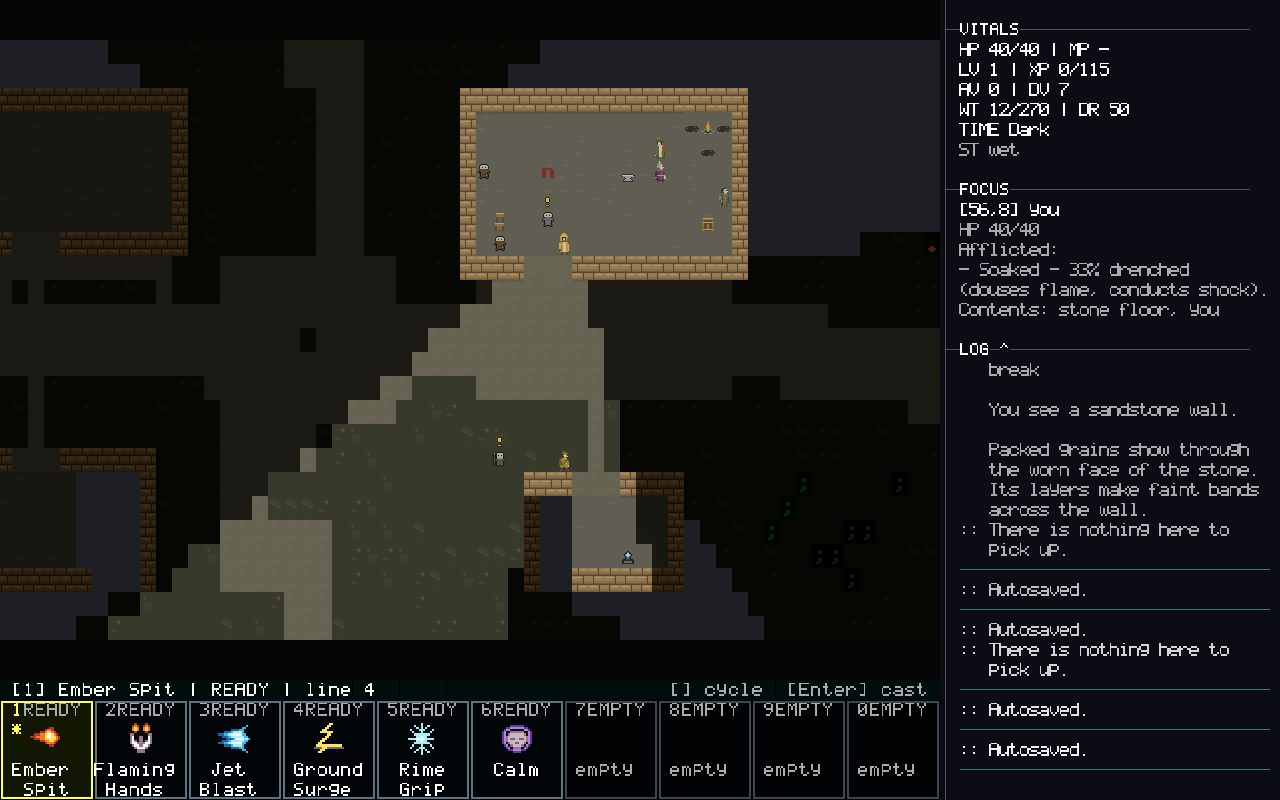 VITALS
HP 40/40 | MP -
LV 1 | XP 0/115
AV 0 | DV 7
WT 12/270 | DR 50
TIME Dark
ST wet
FOCUS
[56,8] You
HP 40/40
Afflicted:
- Soaked - 33% drenched
(douses flame, conducts shock).
Contents: stone floor, you
LOG ^
break
You see a sandstone wall.
Packed grains show through
the worn face of the stone.
Its layers make faint bands
across the wall.
:: There is nothing here to
pick up.
:: Autosaved.
:: Autosaved.
:: There is nothing here to
pick up.
:: Autosaved.
:: Autosaved.
[1] Ember Spit | READY | line 4
[] cycle [Enter] cast
1READY 2READY 3READY 4READY 5READY 6READY 7EMPTY 8EMPTY 9EMPTY 0EMPTY
*
Ember Flaming Jet Ground Rime Calm empty empty empty empty
Spit Hands Blast Surge Grip